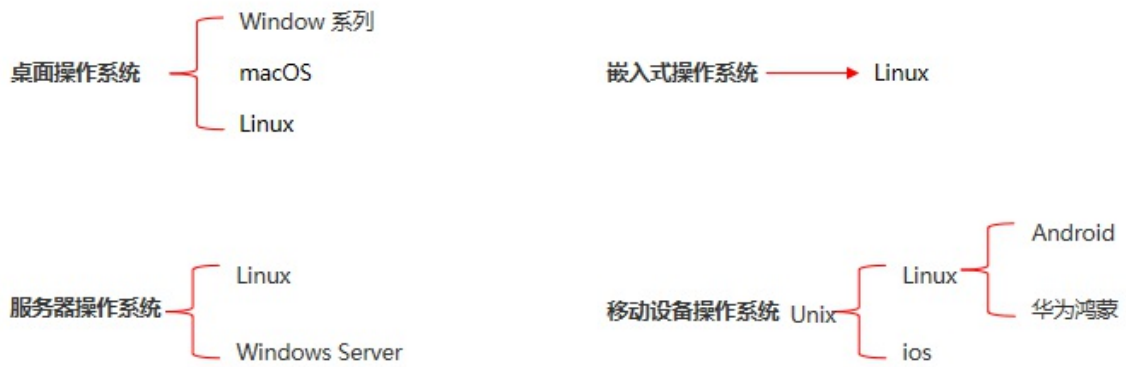 桌面操作系统
Window 系列
macOS
Linux
嵌入式操作系统
Linux
服务器操作系统
Linux
Windows Server
移动设备操作系统 Unix
Linux
Android
华为鸿蒙
ios